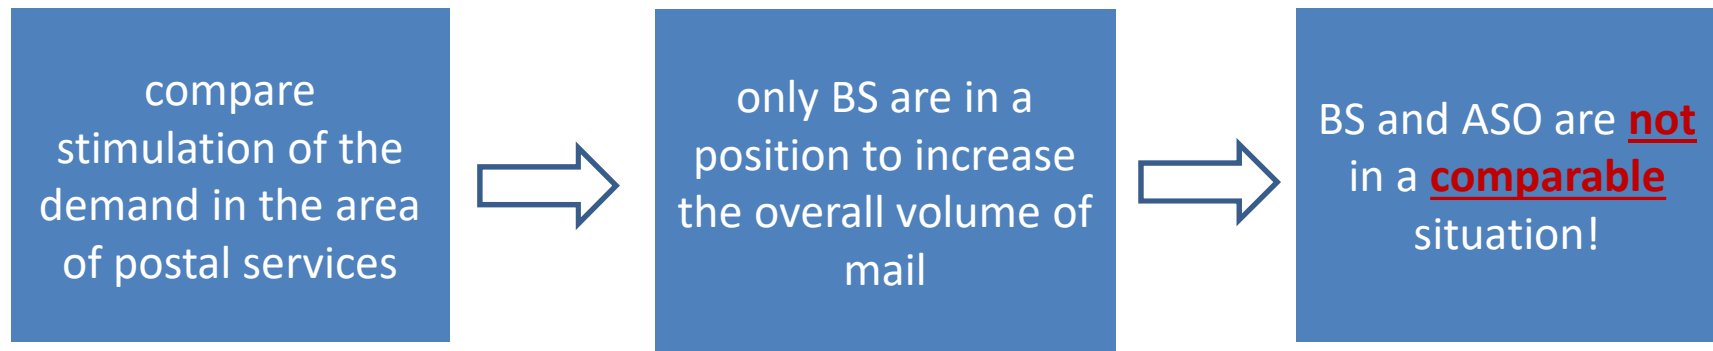 compare
stimulation of the
demand in the area
of postal services
only BS are in a
position to increase
the overall volume of
mail
BS and ASO are not
in a comparable
situation!